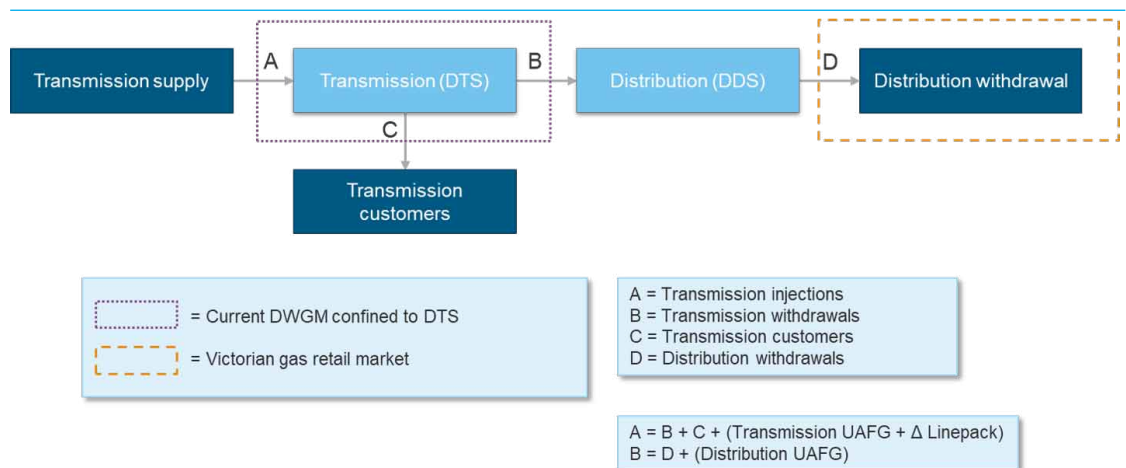 A
B
D
Transmission supply
Transmission (DTS)
Distribution (DDS)
Distribution withdrawal
C
Transmission
customers
= Current DWGM confined to DTS
= Victorian gas retail market
A = Transmission injections
B = Transmission withdrawals
C = Transmission customers
D = Distribution withdrawals
A = B + C + (Transmission UAFG + Δ Linepack)
B = D + (Distribution UAFG)